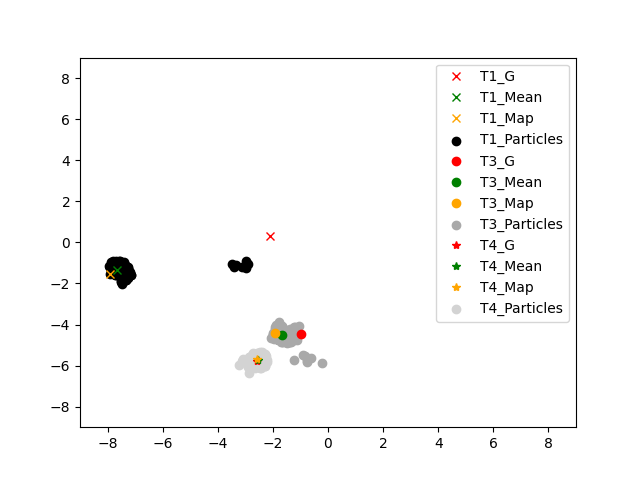 8
6
4
2
0
−2
−4
−6
−8
−8 −6 −4 −2 0 2 4 6 8
T1_G
T1_Mean
T1_Map
T1_Particles
T3_G
T3_Mean
T3_Map
T3_Particles
T4_G
T4_Mean
T4_Map
T4_Particles